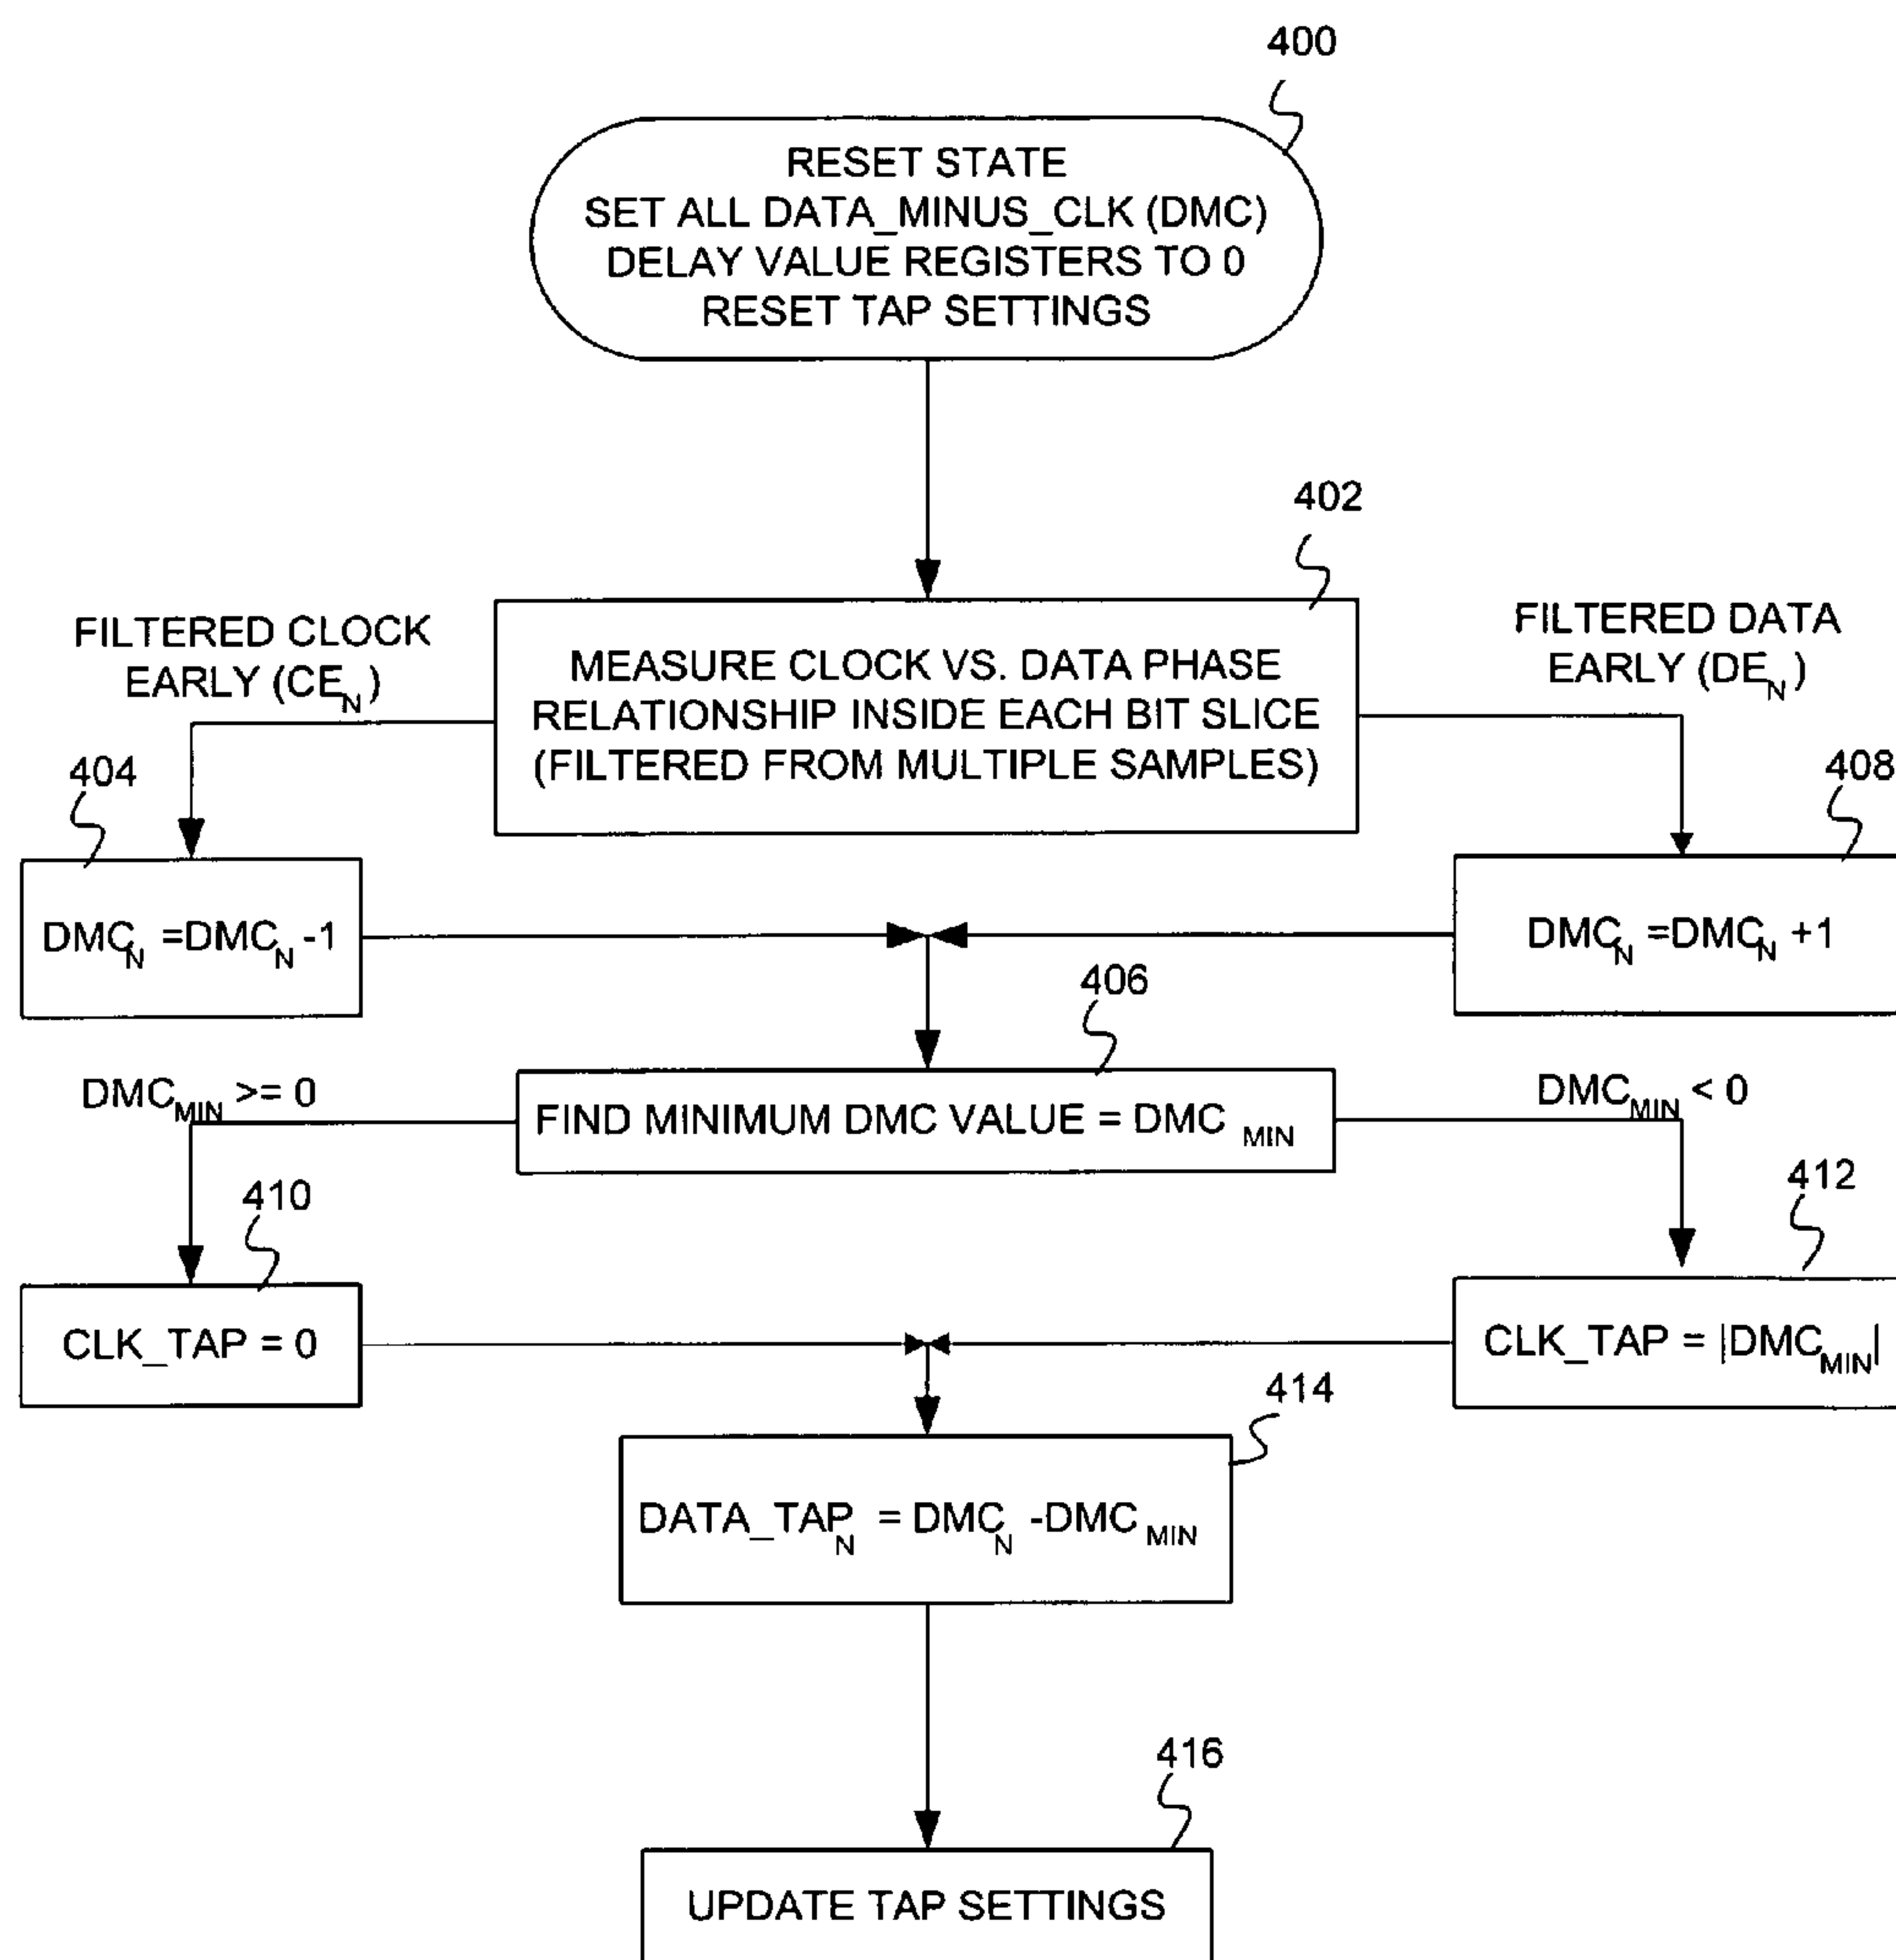 400
RESET STATE
SET ALL DATA_MINUS_CLK (DMC)
DELAY VALUE REGISTERS TO 0
RESET TAP SETTINGS
402
FILTERED CLOCK
EARLY (CE_N)
MEASURE CLOCK VS. DATA PHASE
RELATIONSHIP INSIDE EACH BIT SLICE
(FILTERED FROM MULTIPLE SAMPLES)
FILTERED DATA
EARLY (DE_N)
404
408
DMC_N =DMC_N -1
DMC_N =DMC_N +1
406
DMC_MIN >= 0
FIND MINIMUM DMC VALUE = DMC_MIN
DMC_MIN < 0
410
412
CLK_TAP = 0
CLK_TAP = |DMC_MIN|
414
DATA_TAP_N = DMC_N -DMC_MIN
416
UPDATE TAP SETTINGS